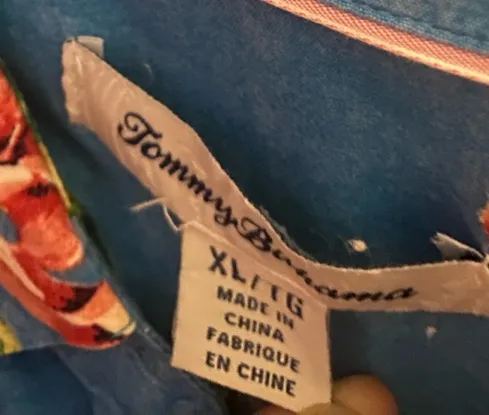 Tommy Bahama
XL/TG
MADE IN
CHINA
FABRIQUE
EN CHINE